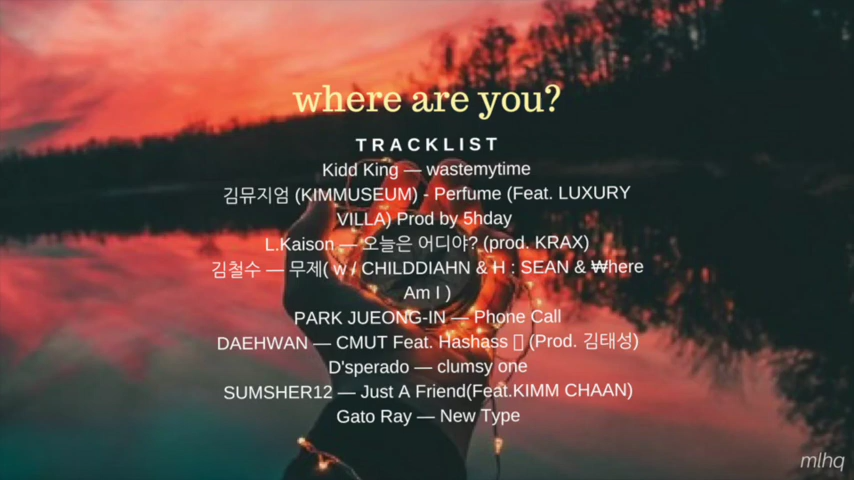 where are you?
TRACKLIST
Kidd King — wastemytime
김뮤지엄 (KIMMUSEUM) - Perfume (Feat. LUXURY
VILLA) Prod by 5hday
L.Kaison — 오늘은 어디야? (prod. KRAX)
김철수 — 무제( w / CHILDDIAHN & H : SEAN & ₩here
Am I )
PARK JUEONG-IN — Phone Call
DAEHWAN — CMUT Feat. Hashass ▯ (Prod. 김태성)
D'sperado — clumsy one
SUMSHER12 — Just A Friend(Feat.KIMM CHAAN)
Gato Ray — New Type
mlhq